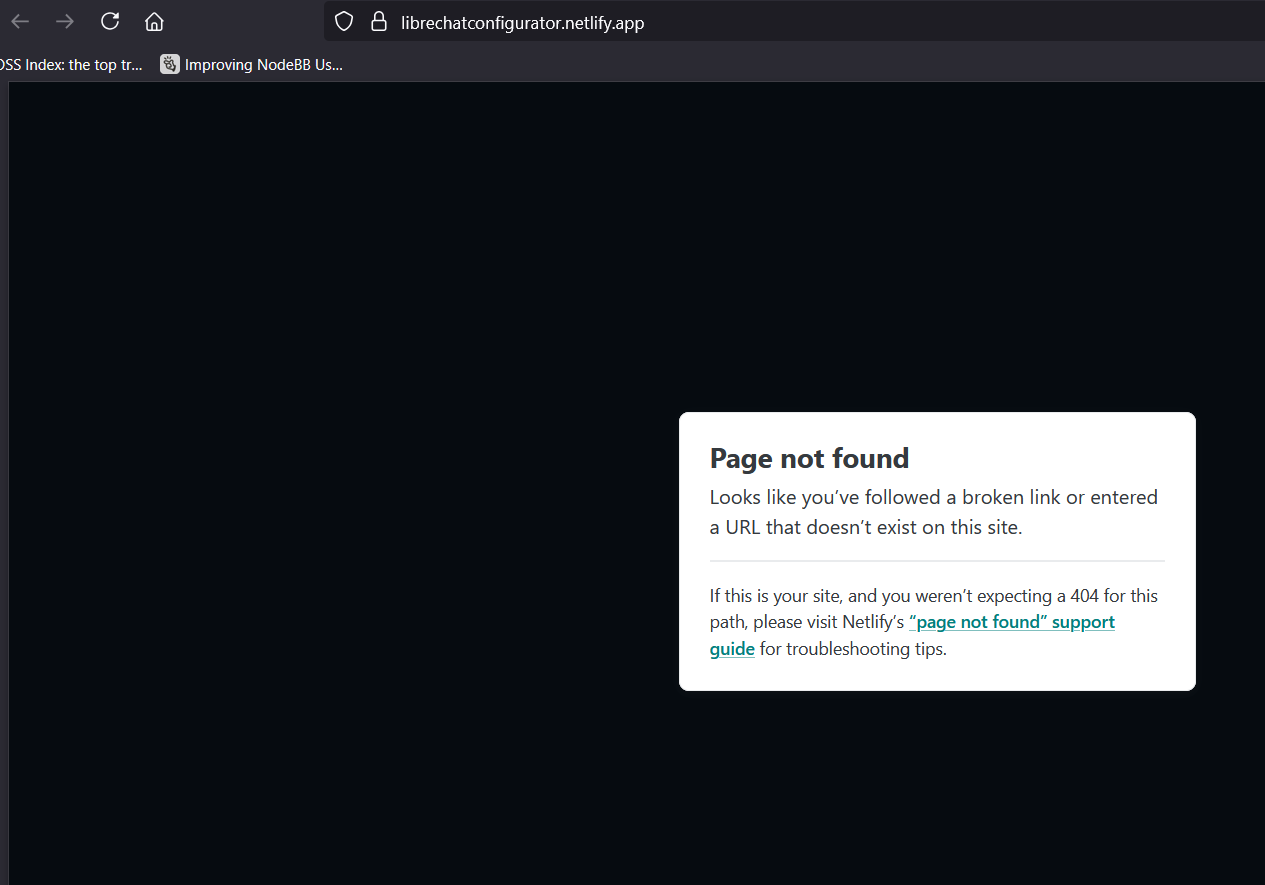 librechatconfigurator.netlify.app
OSS Index: the top tr...
Improving NodeBB Us...
Page not found
Looks like you've followed a broken link or entered
a URL that doesn't exist on this site.
If this is your site, and you weren't expecting a 404 for this
path, please visit Netlify's “page not found” support
guide for troubleshooting tips.